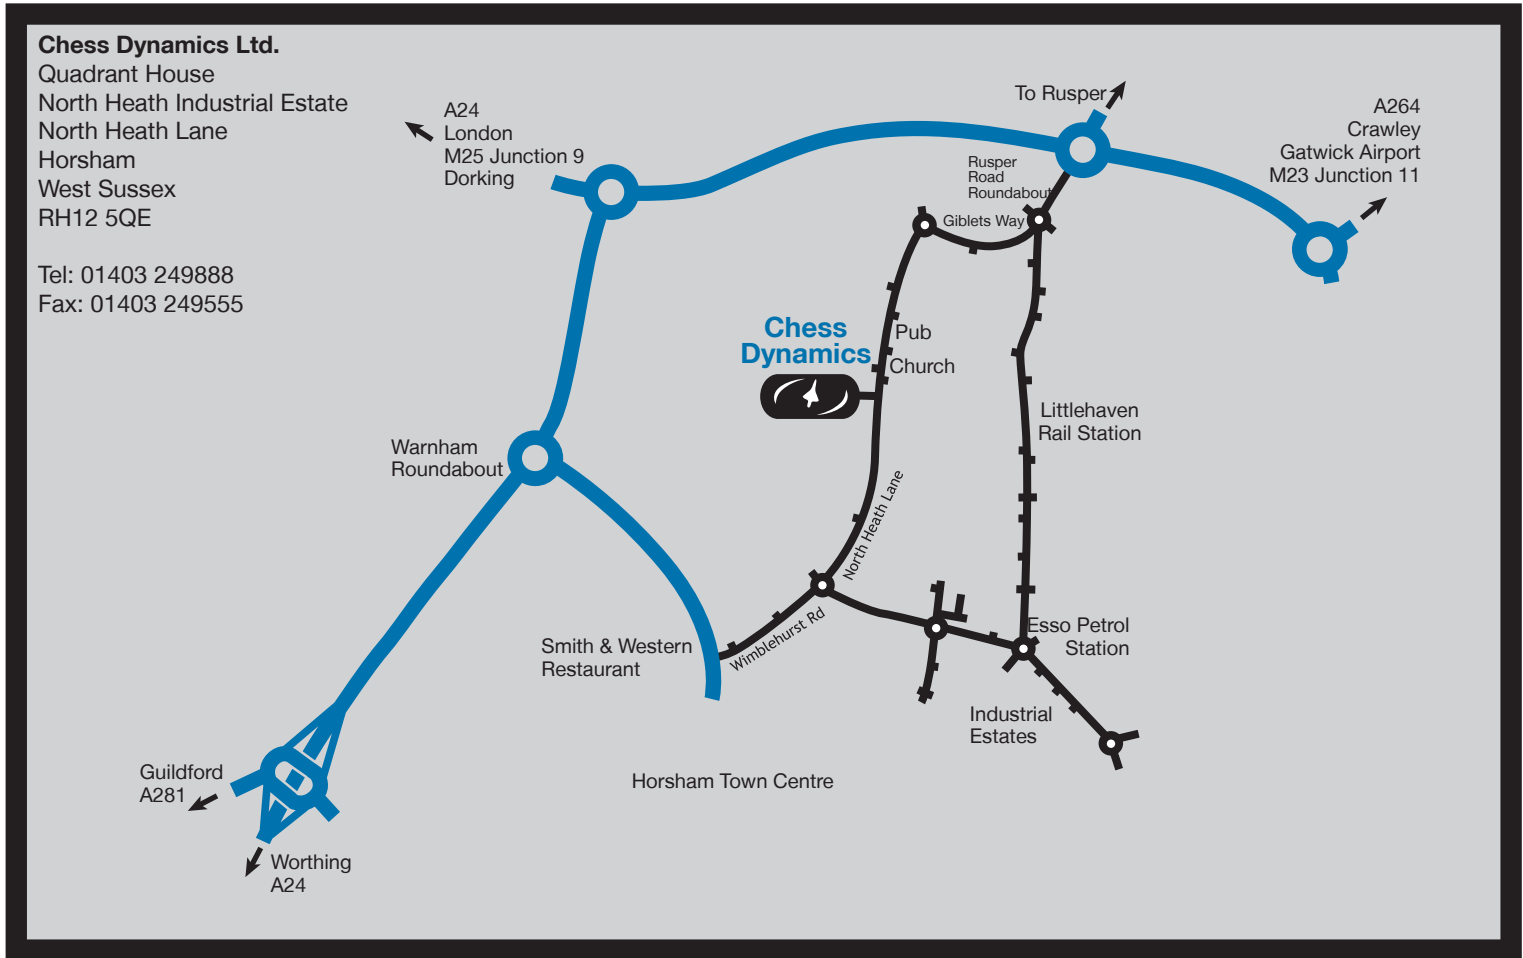 Chess Dynamics Ltd.
Quadrant House
North Heath Industrial Estate
North Heath Lane
Horsham
West Sussex
RH12 5QE
Tel: 01403 249888
Fax: 01403 249555
A24
London
M25 Junction 9
Dorking
To Rusper
A264
Crawley
Gatwick Airport
M23 Junction 11
Rusper
Road
Roundabout
Giblets Way
Chess
Dynamics
Pub
Church
Littlehaven
Rail Station
Warnham
Roundabout
North Heath Lane
Wimblehurst Rd
Smith & Western
Restaurant
Esso Petrol
Station
Industrial
Estates
Horsham Town Centre
Guildford
A281
Worthing
A24